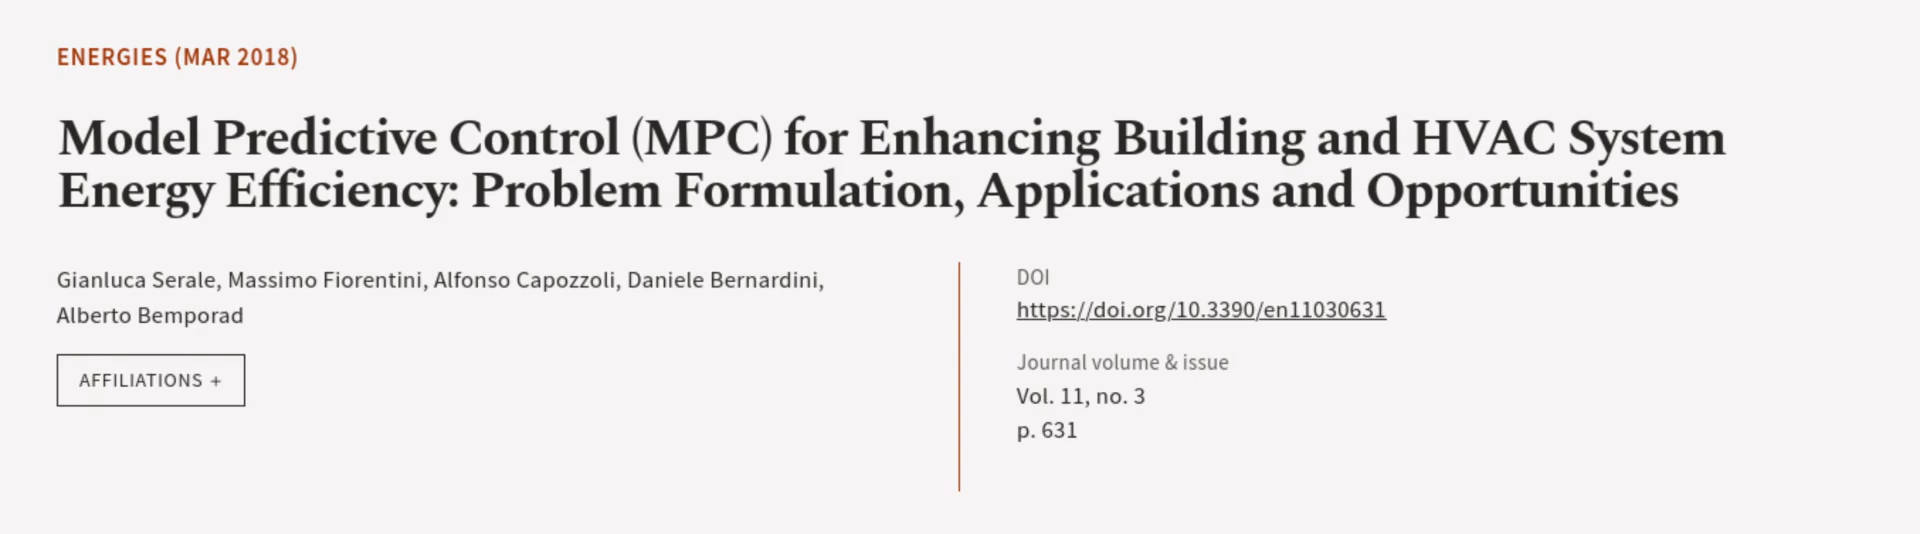 ENERGIES (MAR 2018)
Model Predictive Control (MPC) for Enhancing Building and HVAC System
Energy Efficiency: Problem Formulation, Applications and Opportunities
Gianluca Serale, Massimo Fiorentini, Alfonso Capozzoli, Daniele Bernardini,
Alberto Bemporad
AFFILIATIONS +
DOI
https://doi.org/10.3390/en11030631
Journal volume & issue
Vol. 11, no. 3
p. 631